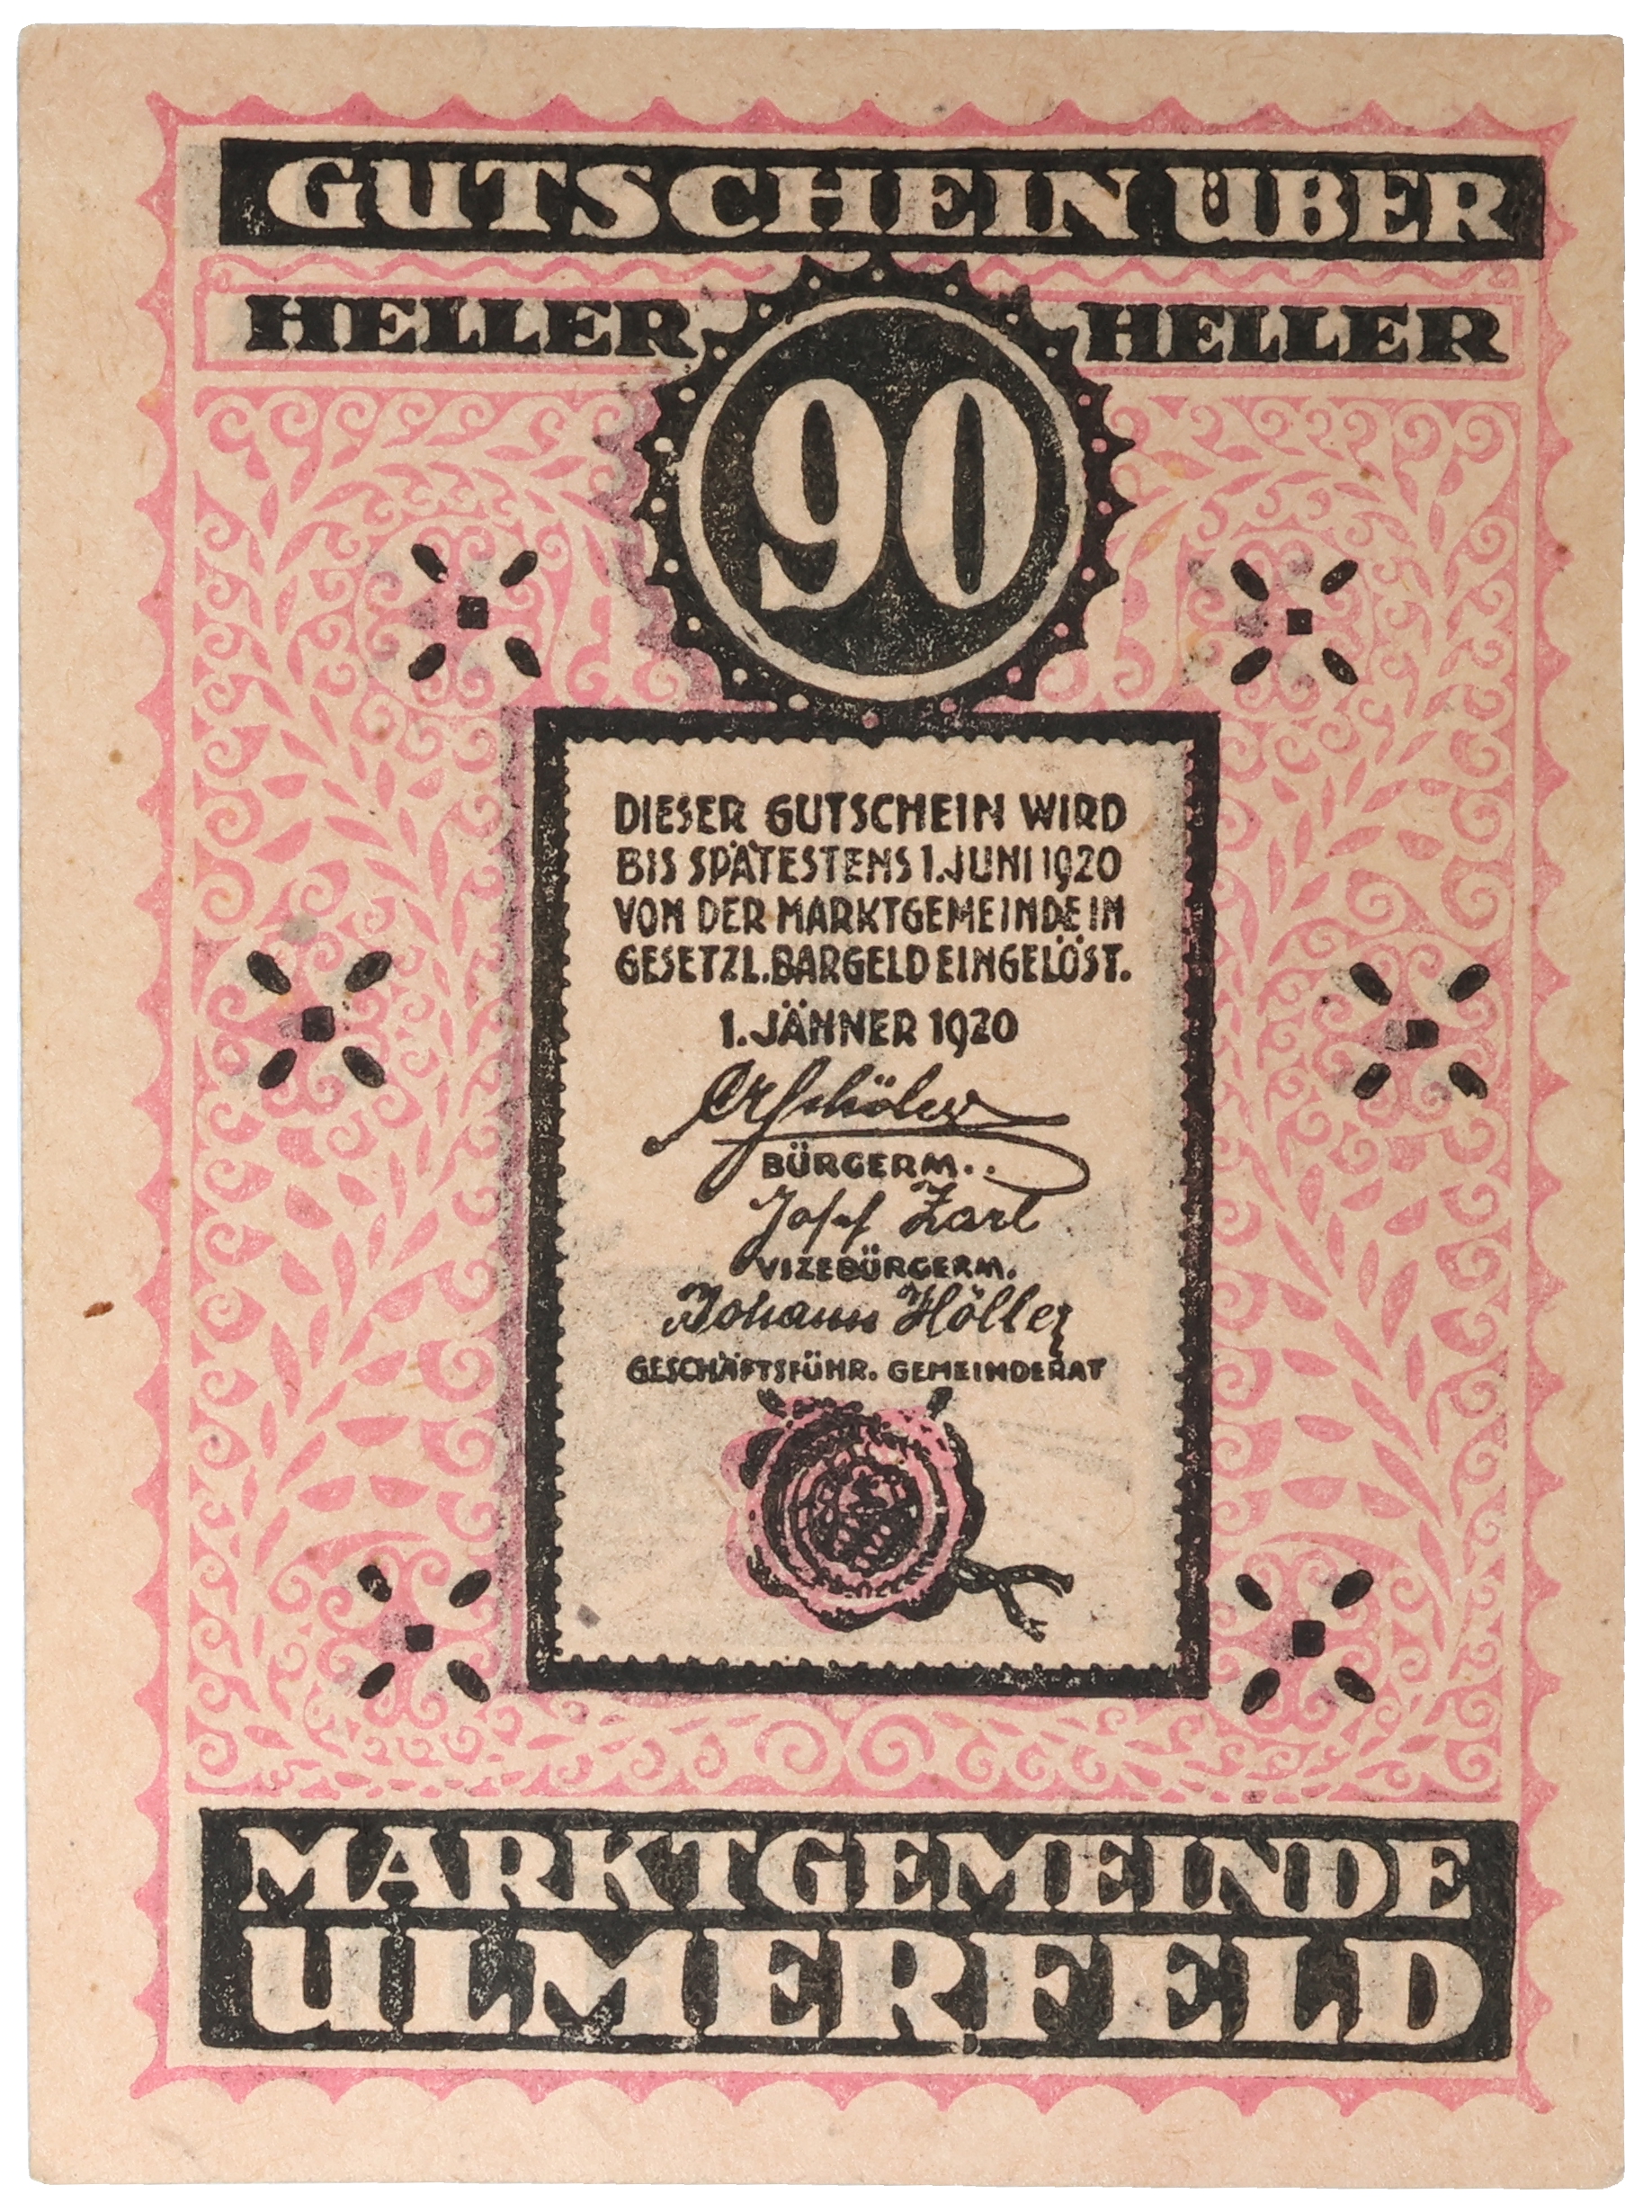 GUTSCHEIN ÜBER
HELLER 90 HELLER
DIESER GUTSCHEIN WIRD
BIS SPÄTESTENS 1. JUNI 1920
VON DER MARKTGEMEINDE IN
GESETZL. BARGELD EINGELÖST.
1. JÄNNER 1920
BÜRGERM.
Josef Zarl
VIZEBÜRGERM.
Johann Höller
GESCHÄFTSFÜHR. GEMEINDERAT
MARKTGEMEINDE
ULMERFELD